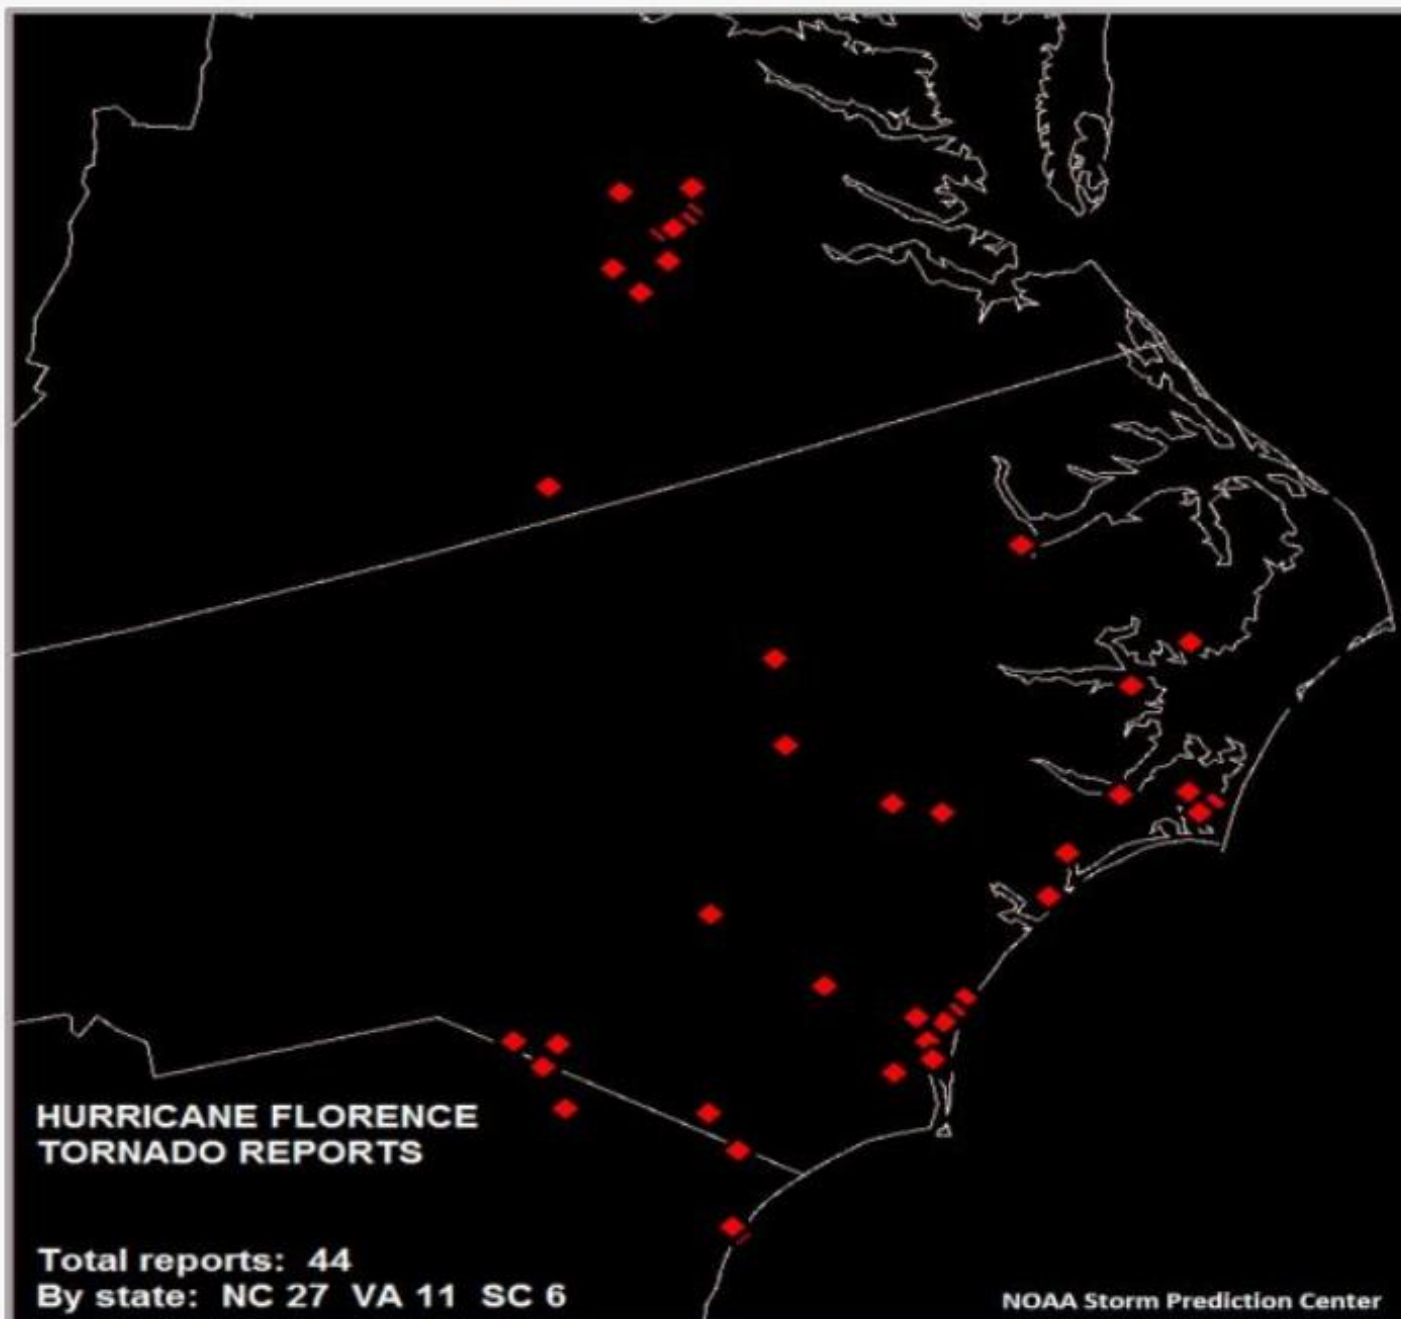 HURRICANE FLORENCE
TORNADO REPORTS
Total reports: 44
By state: NC 27 VA 11 SC 6
NOAA Storm Prediction Center